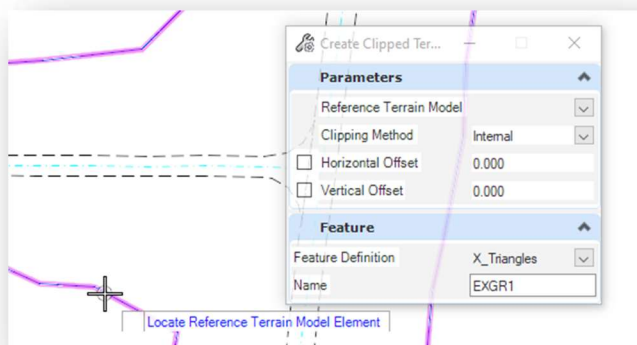 Create Clipped Ter...
Parameters
Reference Terrain Model
Clipping Method Internal
Horizontal Offset 0.000
Vertical Offset 0.000
Feature
Feature Definition X_Triangles
Name EXGR1
Locate Reference Terrain Model Element